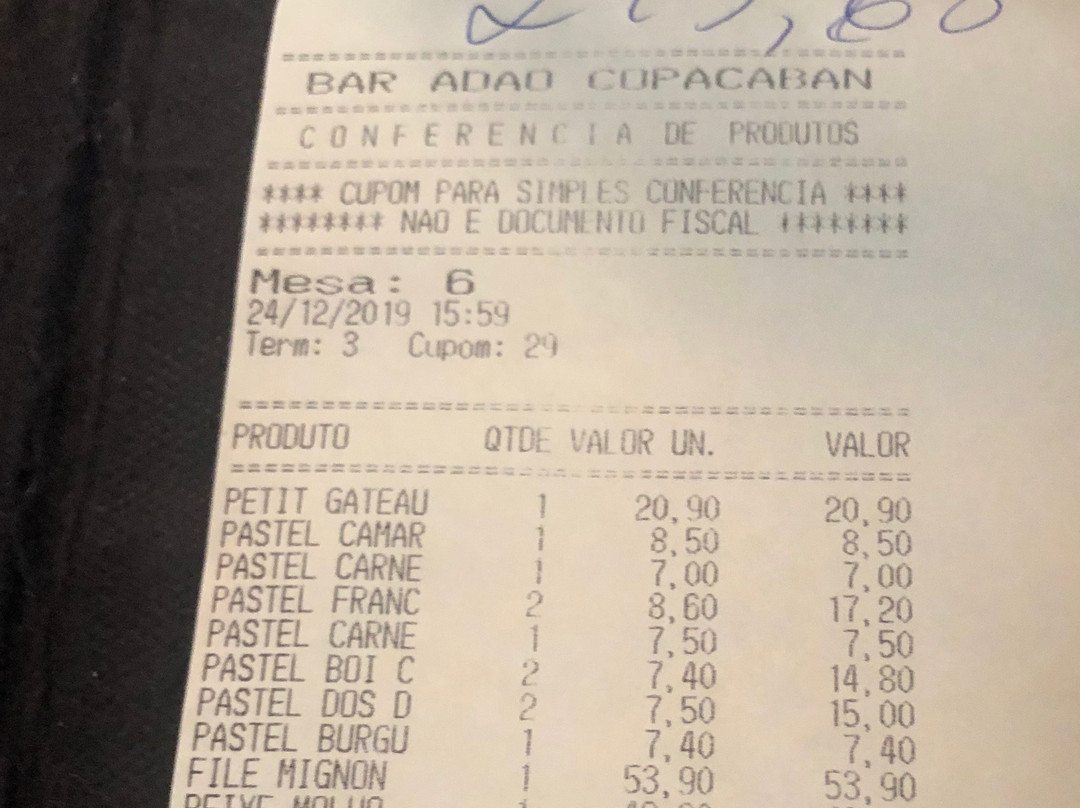 BAR ADAO COPACABAN
CONFERENCIA DE PRODUTOS
**** CUPOM PARA SIMPLES CONFERENCIA ****
******** NAO E DOCUMENTO FISCAL ********
Mesa: 6
24/12/2019 15:59
Term: 3 Cupom: 29
PRODUTO QTDE VALOR UN. VALOR
PETIT GATEAU 1 20,90 20,90
PASTEL CAMAR 1 8,50 8,50
PASTEL CARNE 1 7,00 7,00
PASTEL FRANC 2 8,60 17,20
PASTEL CARNE 1 7,50 7,50
PASTEL BOI C 2 7,40 14,80
PASTEL DOS D 2 7,50 15,00
PASTEL BURGU 1 7,40 7,40
FILE MIGNON 1 53,90 53,90